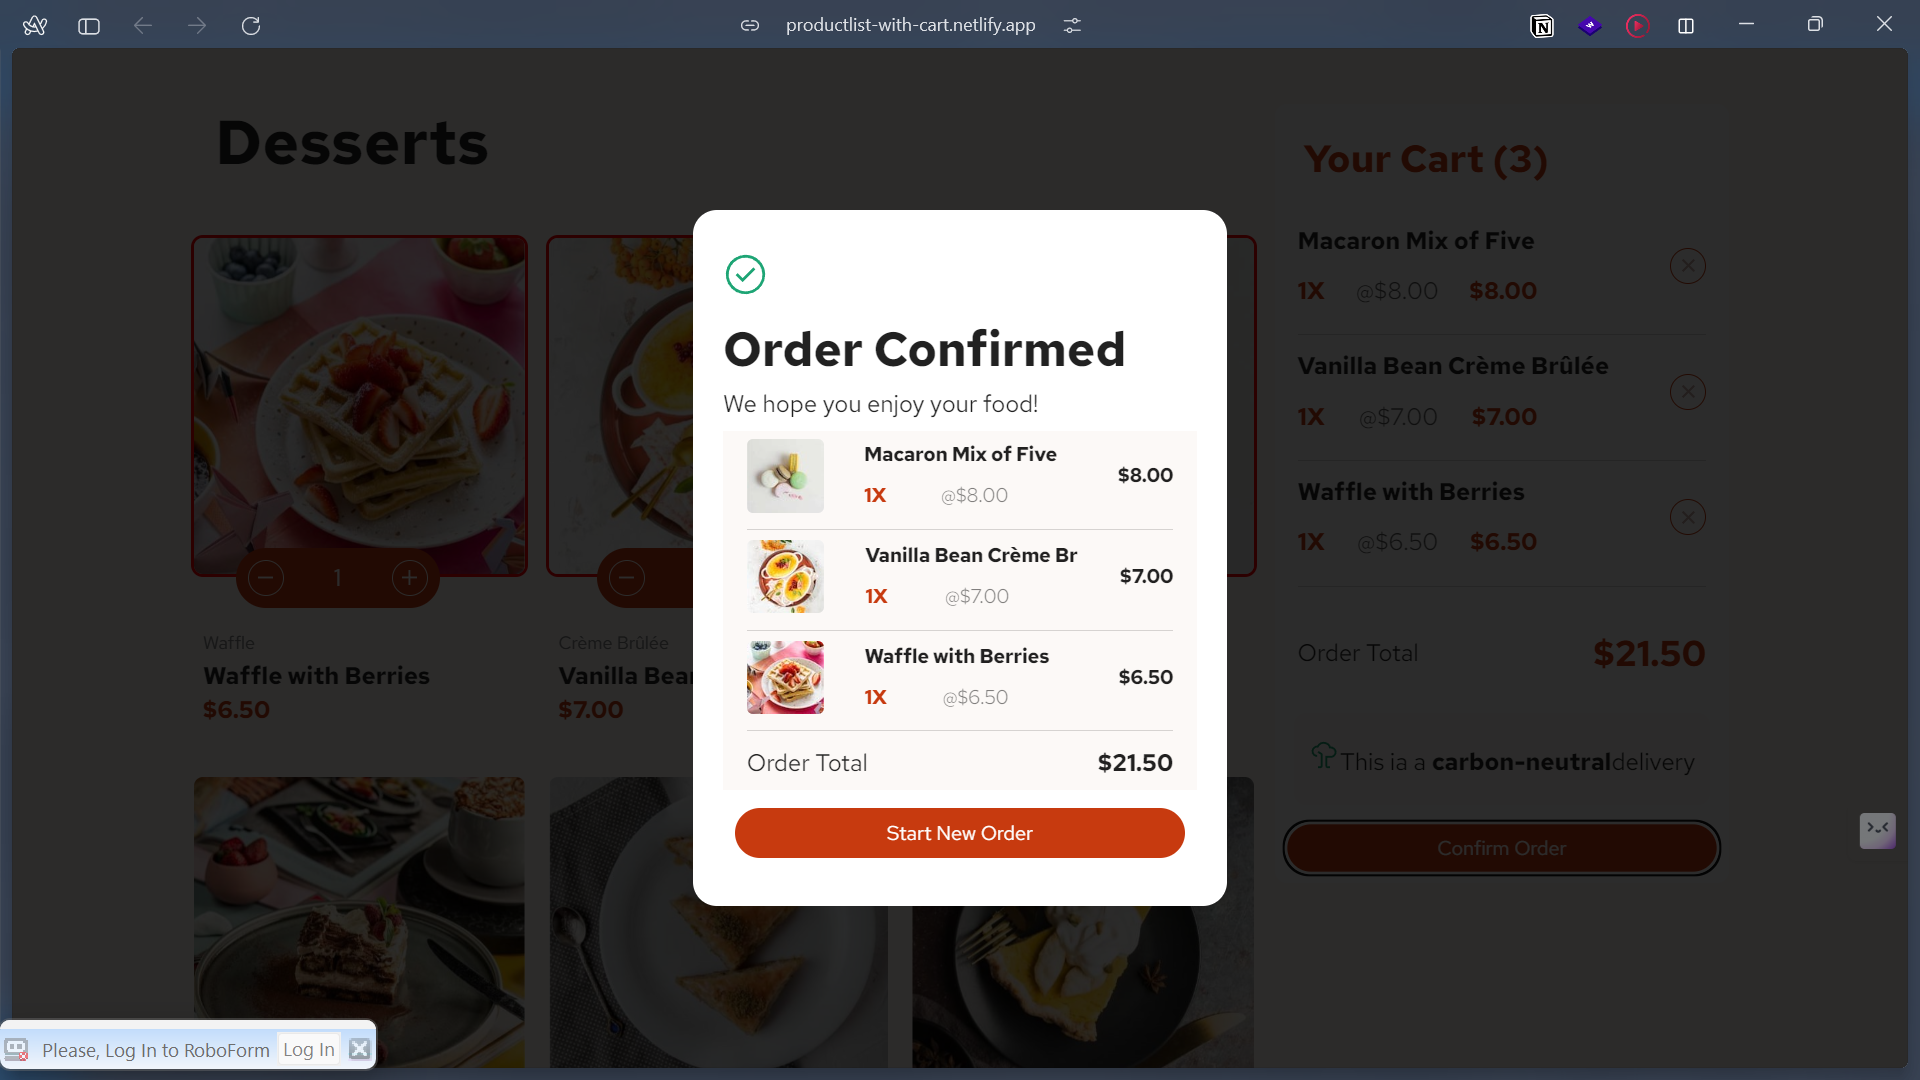 productlist-with-cart.netlify.app
Desserts
Waffle
Waffle with Berries
$6.50
1
Crème Brûlée
Vanilla Bea
$7.00
Order Confirmed
We hope you enjoy your food!
Macaron Mix of Five
1X @$8.00
$8.00
Vanilla Bean Crème Br
1X @$7.00
$7.00
Waffle with Berries
1X @$6.50
$6.50
Order Total $21.50
Start New Order
Your Cart (3)
Macaron Mix of Five
1X @$8.00 $8.00
Vanilla Bean Crème Brûlée
1X @$7.00 $7.00
Waffle with Berries
1X @$6.50 $6.50
Order Total $21.50
This ia a carbon-neutraldelivery
Confirm Order
Please, Log In to RoboForm Log In